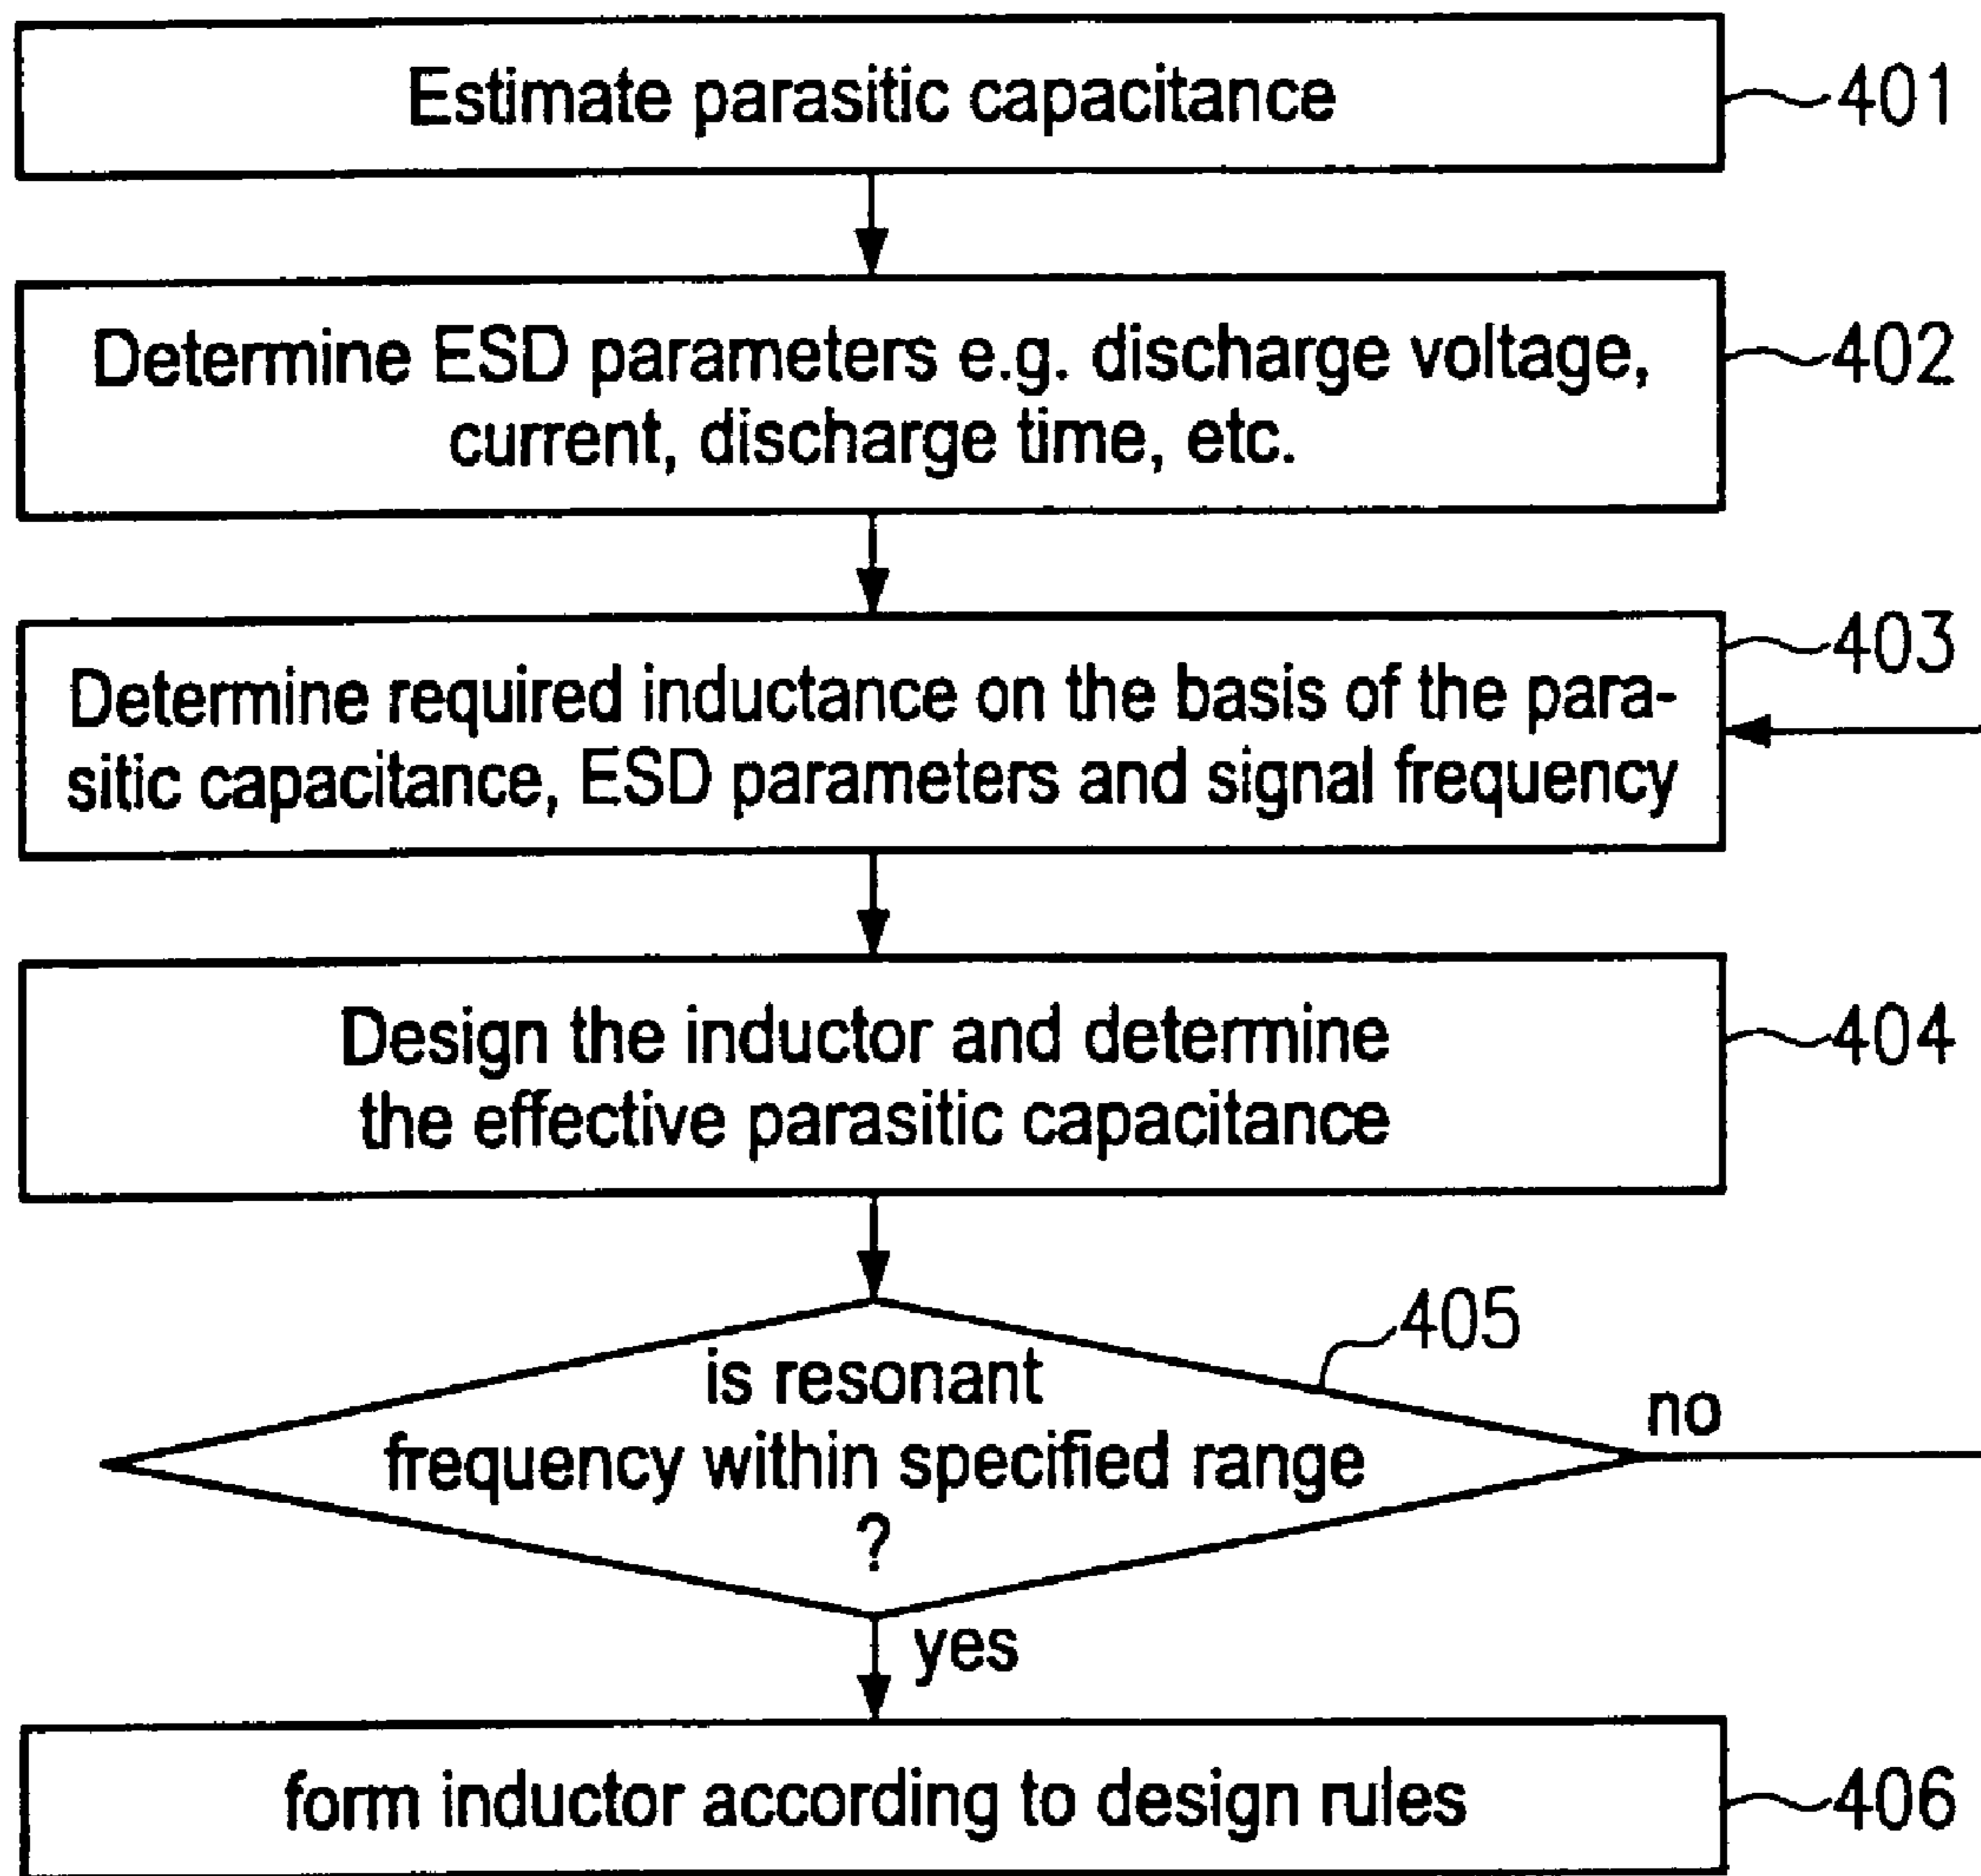 Estimate parasitic capacitance
401
Determine ESD parameters e.g. discharge voltage,
current, discharge time, etc.
402
403
Determine required inductance on the basis of the para-
sitic capacitance, ESD parameters and signal frequency
Design the inductor and determine
the effective parasitic capacitance
404
405
is resonant
frequency within specified range
?
no
yes
form inductor according to design rules
406